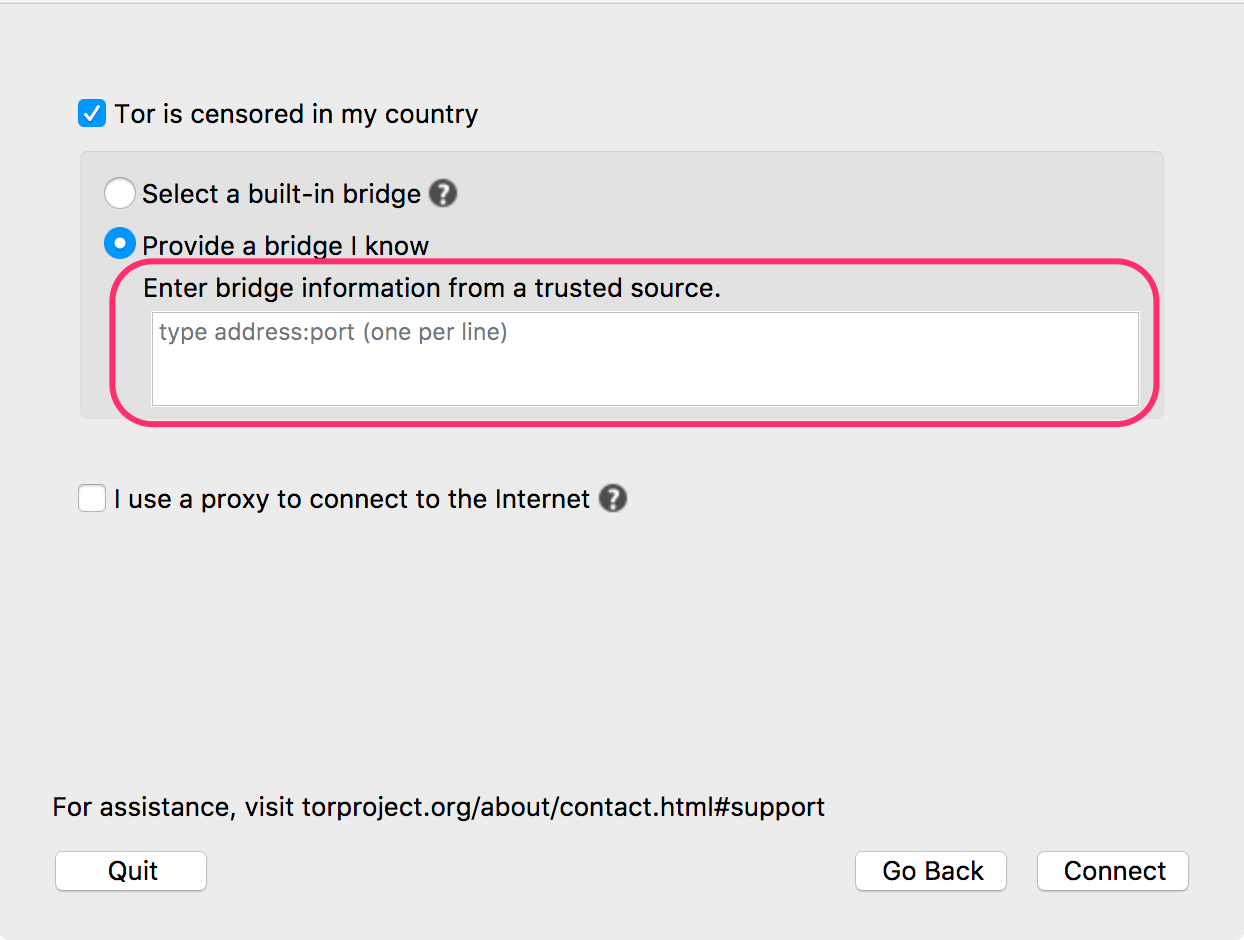 Tor is censored in my country
Select a built-in bridge ?
Provide a bridge I know
Enter bridge information from a trusted source.
type address:port (one per line)
I use a proxy to connect to the Internet ?
For assistance, visit torproject.org/about/contact.html#support
Quit
Go Back
Connect